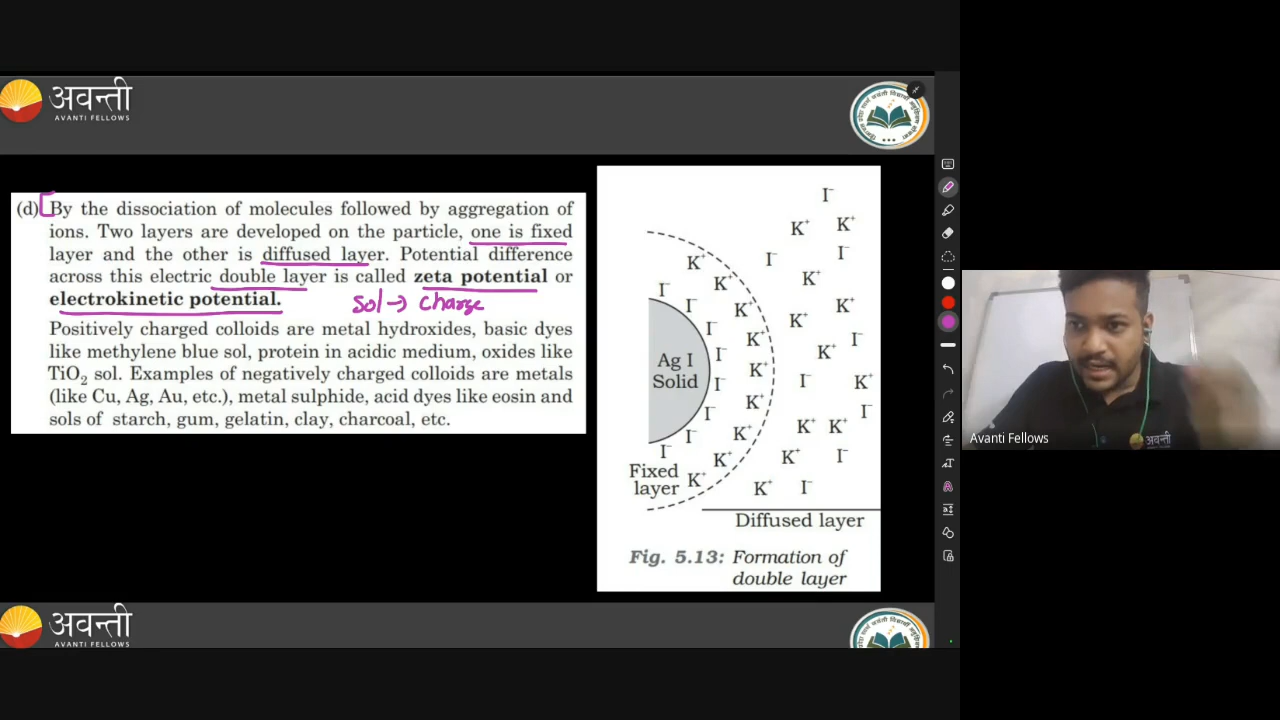 अवन्ती
AVANTI FELLOWS
(d) By the dissociation of molecules followed by aggregation of
ions. Two layers are developed on the particle, one is fixed
layer and the other is diffused layer. Potential difference
across this electric double layer is called zeta potential or
electrokinetic potential.
Sol → Charge
Positively charged colloids are metal hydroxides, basic dyes
like methylene blue sol, protein in acidic medium, oxides like
TiO₂ sol. Examples of negatively charged colloids are metals
(like Cu, Ag, Au, etc.), metal sulphide, acid dyes like eosin and
sols of starch, gum, gelatin, clay, charcoal, etc.
I⁻
K⁺ K⁺
I⁻ I⁻
K⁺ K⁺
I⁻ K⁺
I⁻ K⁺ K⁺
I⁻ K⁺ K⁺ I⁻
Ag I
Solid
I⁻ K⁺ K⁺
I⁻ K⁺ I⁻ K⁺
I⁻ K⁺ I⁻
I⁻ K⁺ K⁺ K⁺
I⁻ K⁺ K⁺ I⁻
Fixed
layer
K⁺ K⁺ I⁻
Diffused layer
Fig. 5.13: Formation of
double layer
Avanti Fellows
अवन्ती
अवन्ती
AVANTI FELLOWS